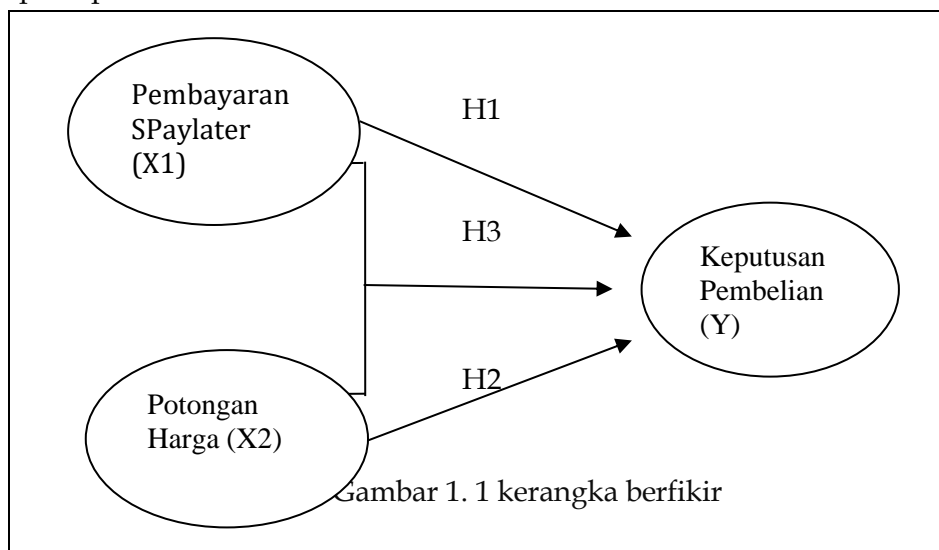 Pembayaran
SPaylater
(X1)
H1
H3
Keputusan
Pembelian
(Y)
H2
Potongan
Harga (X2)
Gambar 1. 1 kerangka berfikir